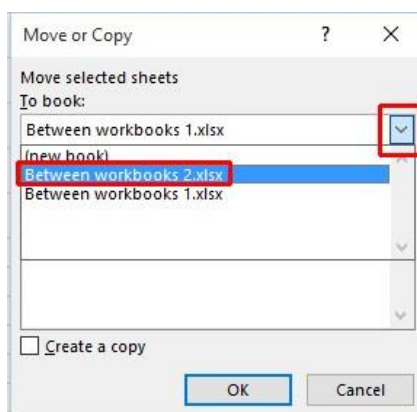 Move or Copy ? ×
Move selected sheets
To book:
Between workbooks 1.xlsx
(new book)
Between workbooks 2.xlsx
Between workbooks 1.xlsx
Create a copy
OK Cancel